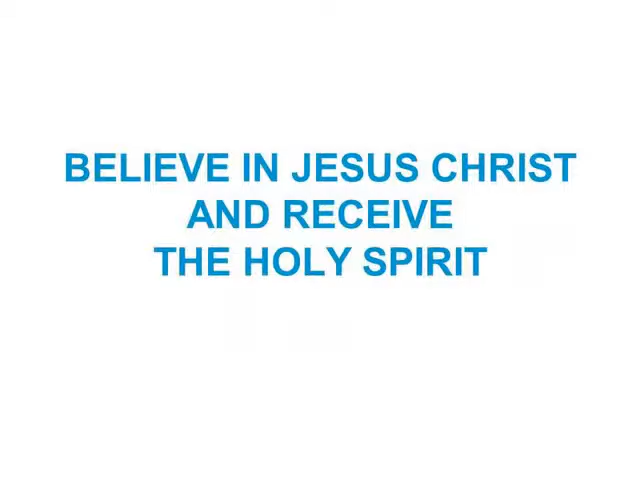 BELIEVE IN JESUS CHRIST
AND RECEIVE
THE HOLY SPIRIT